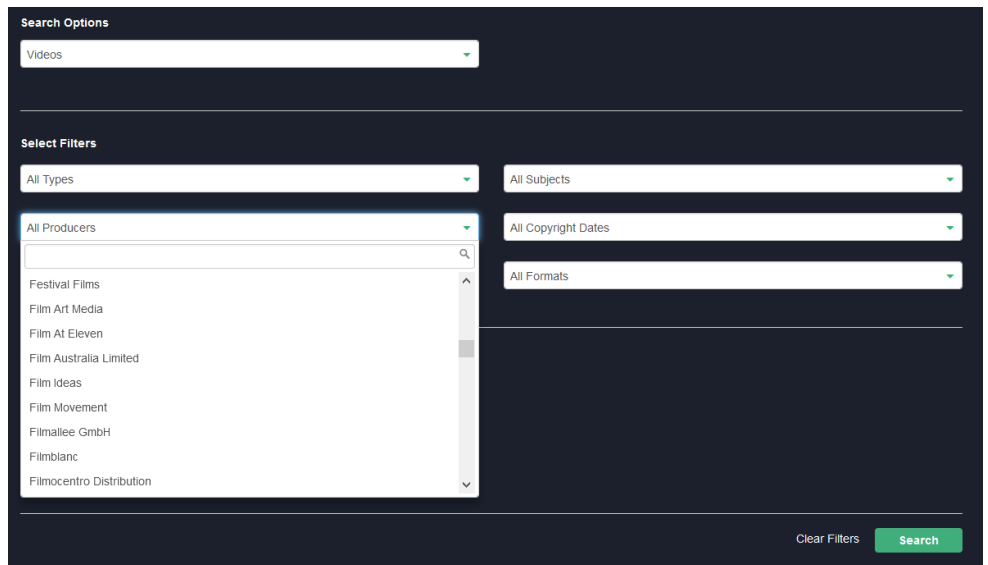 Search Options
Videos
Select Filters
All Types
All Subjects
All Producers
All Copyright Dates
All Formats
Festival Films
Film Art Media
Film At Eleven
Film Australia Limited
Film Ideas
Film Movement
Filmallee GmbH
Filmblanc
Filmocentro Distribution
Clear Filters
Search